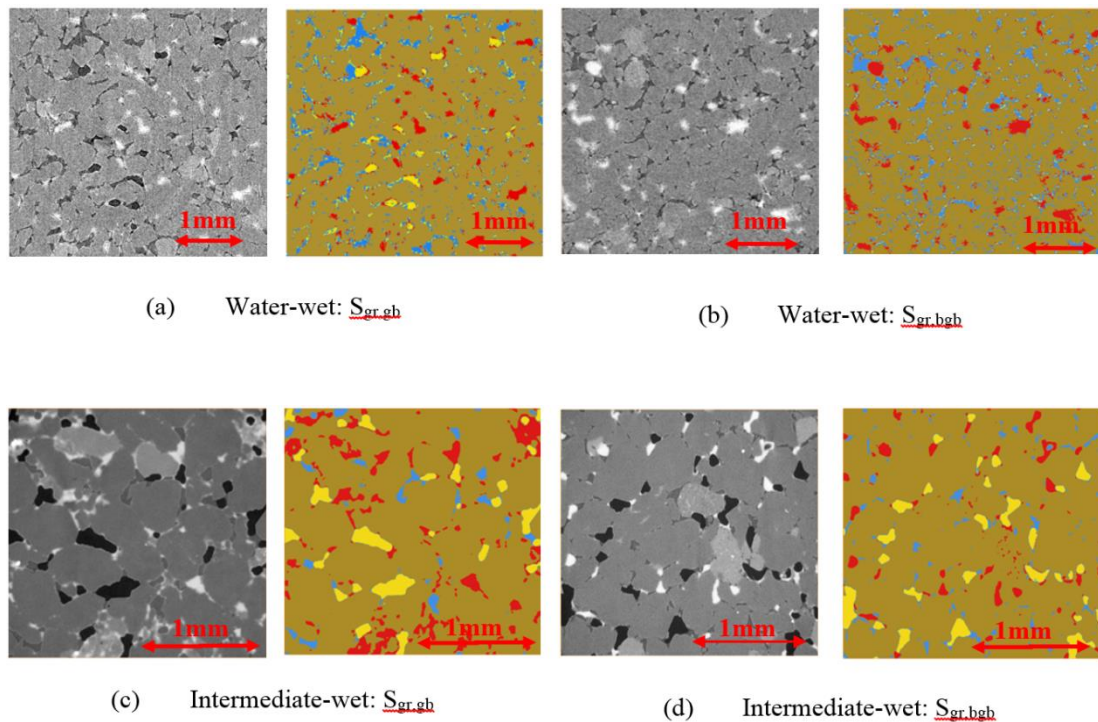 1mm 1mm 1mm 1mm
(a) Water-wet: Sgr,gb (b) Water-wet: Sgr,bgb
1mm 1mm 1mm 1mm
(c) Intermediate-wet: Sgr,gb (d) Intermediate-wet: Sgr,bgb